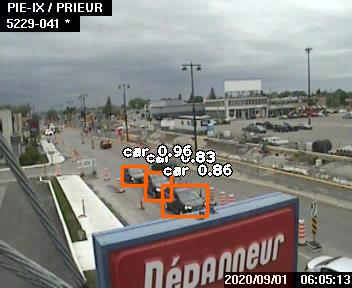 PIE-IX / PRIEUR
5229-041 *
car 0.96
car 0.83
car 0.86
Dépanneur
2020/09/01 06:05:13